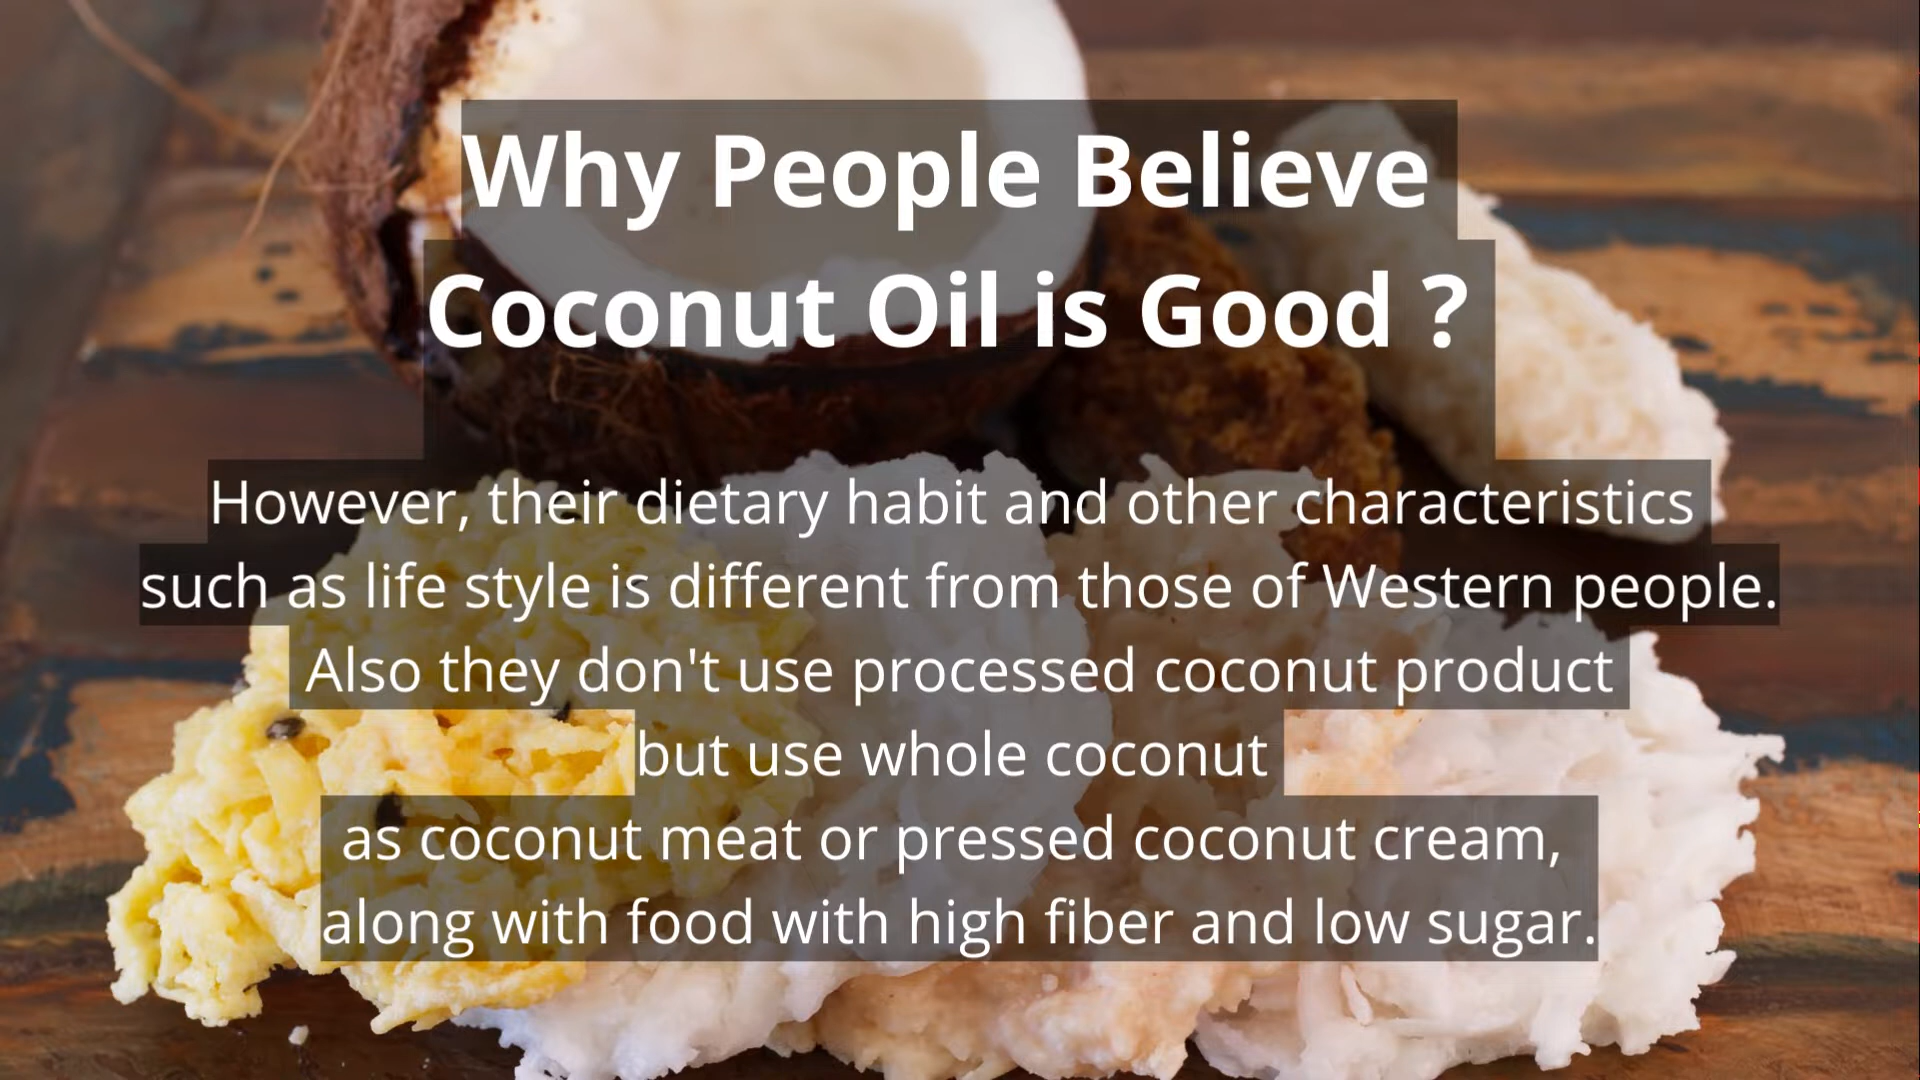 Why People Believe
Coconut Oil is Good ?
However, their dietary habit and other characteristics
such as life style is different from those of Western people.
Also they don't use processed coconut product
but use whole coconut
as coconut meat or pressed coconut cream,
along with food with high fiber and low sugar.